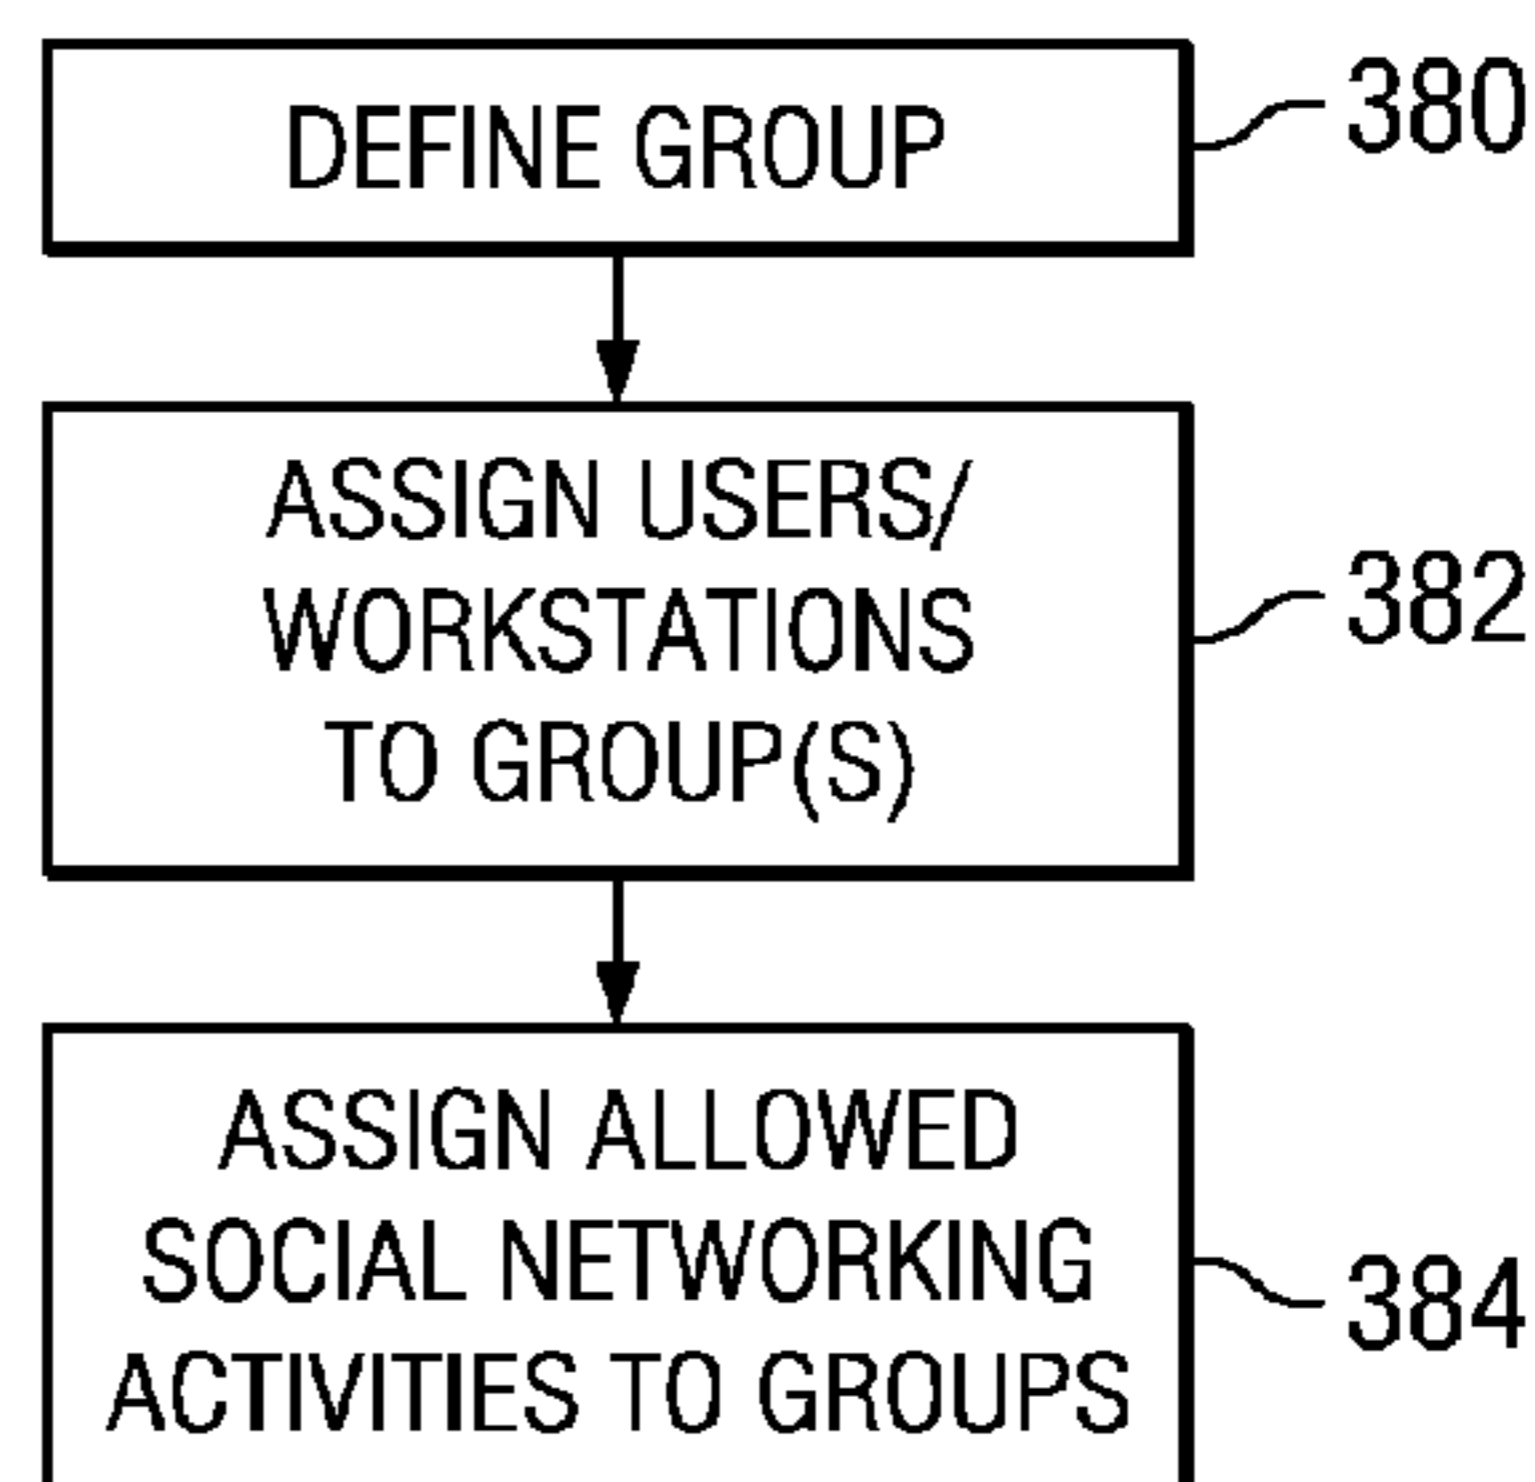 DEFINE GROUP
380
ASSIGN USERS/
WORKSTATIONS
TO GROUP(S)
382
ASSIGN ALLOWED
SOCIAL NETWORKING
ACTIVITIES TO GROUPS
384